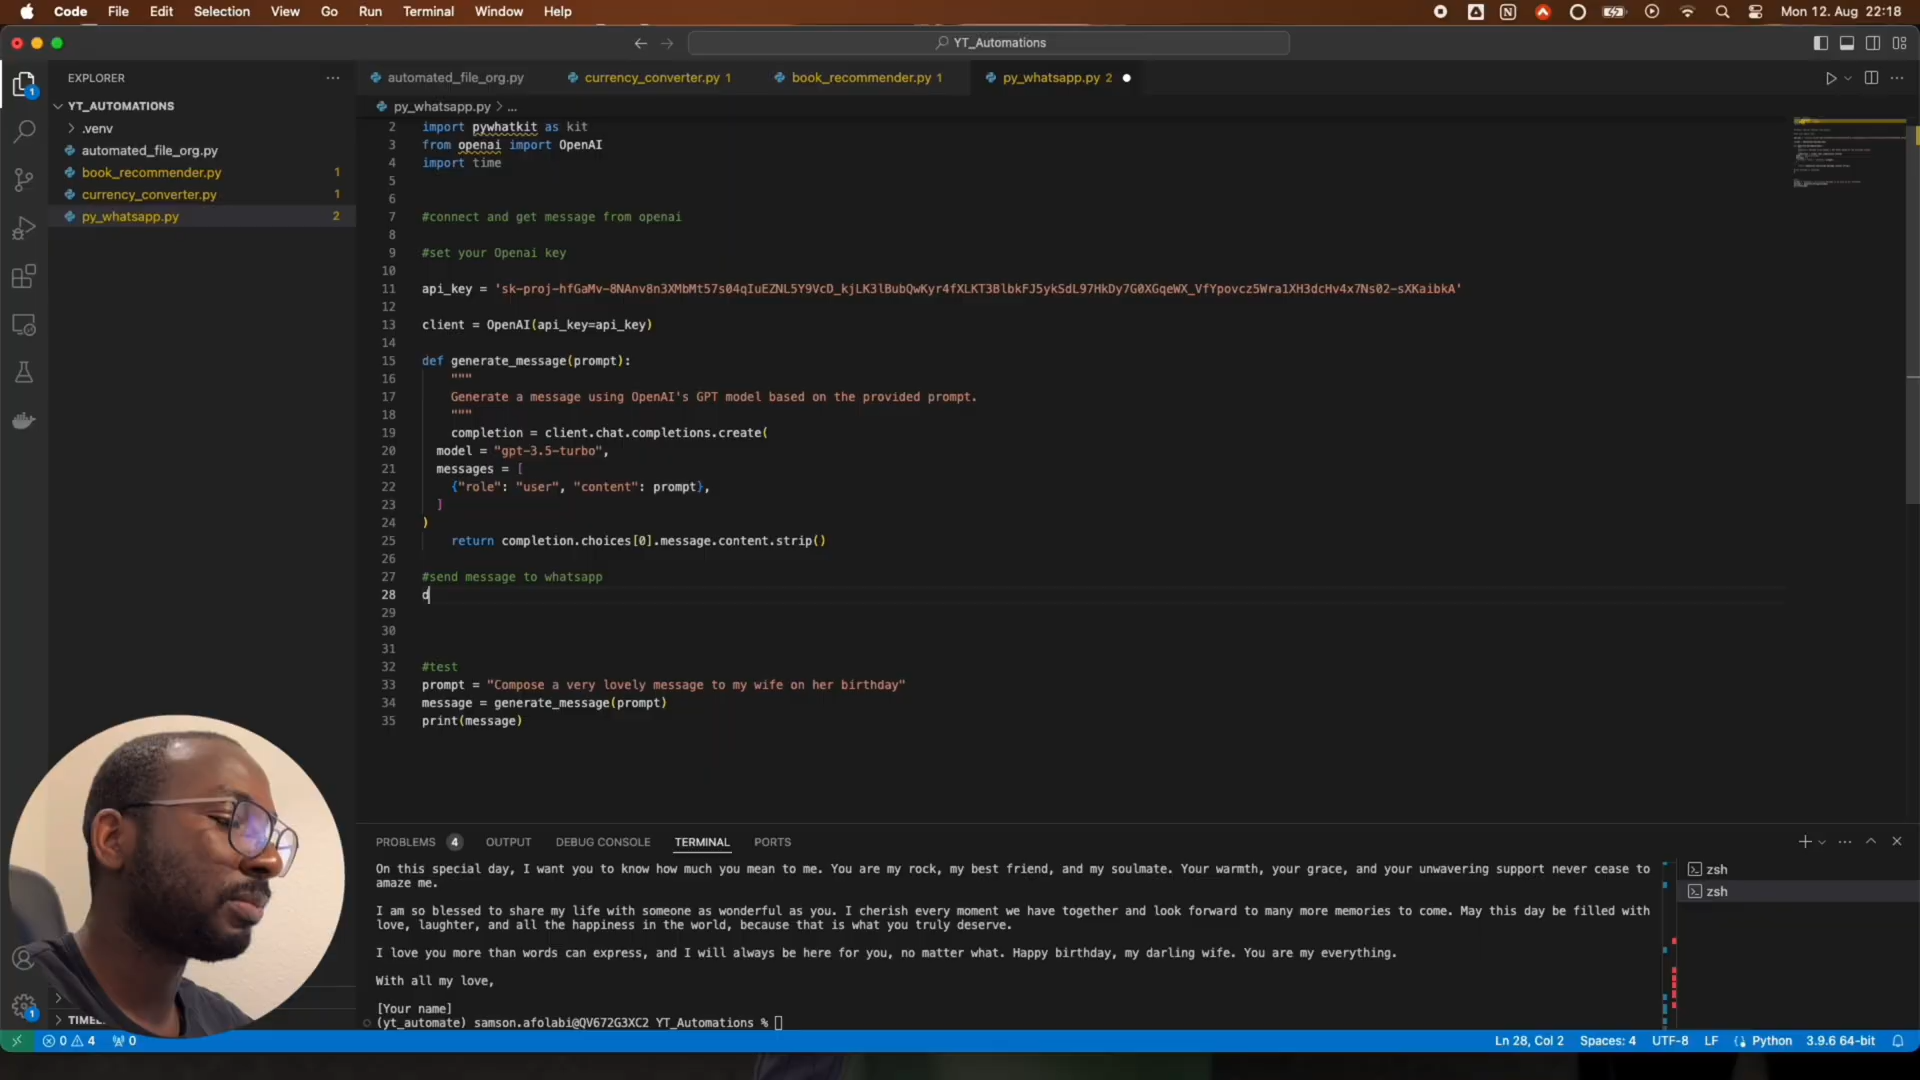 Code File Edit Selection View Go Run Terminal Window Help
Mon 12. Aug 22:18
YT_Automations
EXPLORER
automated_file_org.py
currency_converter.py 1
book_recommender.py 1
py_whatsapp.py 2
YT_AUTOMATIONS
.venv
automated_file_org.py
book_recommender.py 1
currency_converter.py 1
py_whatsapp.py 2
py_whatsapp.py > ...
2 import pywhatkit as kit
3 from openai import OpenAI
4 import time
5
6
7 #connect and get message from openai
8
9 #set your Openai key
10
11 api_key = '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'
12
13 client = OpenAI(api_key=api_key)
14
15 def generate_message(prompt):
16 """
17 Generate a message using OpenAI's GPT model based on the provided prompt.
18 """
19 completion = client.chat.completions.create(
20 model = "gpt-3.5-turbo",
21 messages = [
22 {"role": "user", "content": prompt},
23 ]
24 )
25 return completion.choices[0].message.content.strip()
26
27 #send message to whatsapp
28 d
29
30
31
32 #test
33 prompt = "Compose a very lovely message to my wife on her birthday"
34 message = generate_message(prompt)
35 print(message)
PROBLEMS 4 OUTPUT DEBUG CONSOLE TERMINAL PORTS
On this special day, I want you to know how much you mean to me. You are my rock, my best friend, and my soulmate. Your warmth, your grace, and your unwavering support never cease to
amaze me.
I am so blessed to share my life with someone as wonderful as you. I cherish every moment we have together and look forward to many more memories to come. May this day be filled with
love, laughter, and all the happiness in the world, because that is what you truly deserve.
I love you more than words can express, and I will always be here for you, no matter what. Happy birthday, my darling wife. You are my everything.
With all my love,
[Your name]
(yt_automate) samson.afolabi@QV672G3XC2 YT_Automations %
zsh
zsh
TIMEL
0 4 0
Ln 28, Col 2 Spaces: 4 UTF-8 LF Python 3.9.6 64-bit